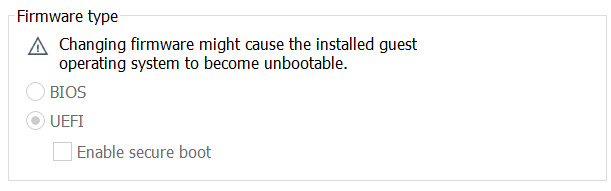 Firmware type
Changing firmware might cause the installed guest
operating system to become unbootable.
BIOS
UEFI
Enable secure boot